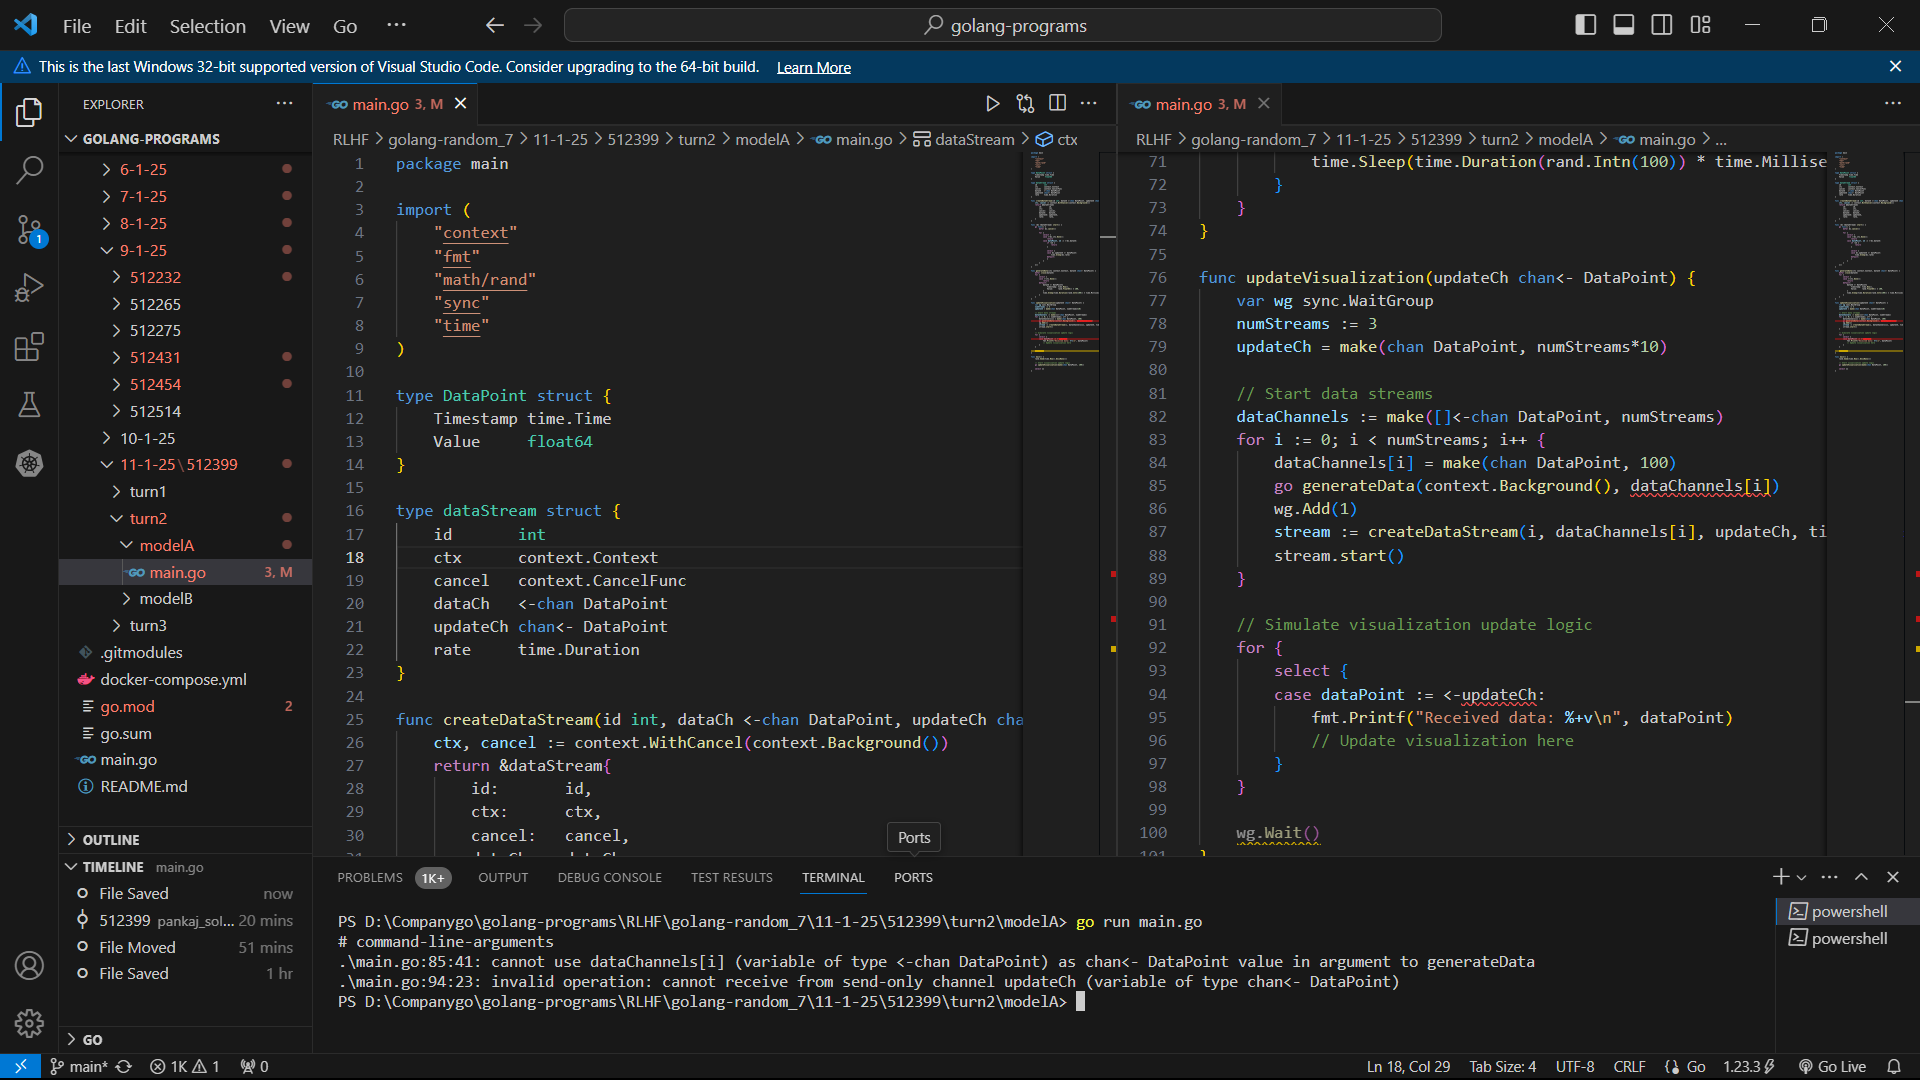 File Edit Selection View Go ···
golang-programs
This is the last Windows 32-bit supported version of Visual Studio Code. Consider upgrading to the 64-bit build. Learn More
EXPLORER
GOLANG-PROGRAMS
6-1-25
7-1-25
8-1-25
9-1-25
512232
512265
512275
512431
512454
512514
10-1-25
11-1-25\512399
turn1
turn2
modelA
main.go 3, M
modelB
turn3
.gitmodules
docker-compose.yml
go.mod 2
go.sum
main.go
README.md
OUTLINE
TIMELINE main.go
File Saved now
512399 pankaj_sol... 20 mins
File Moved 51 mins
File Saved 1 hr
GO
main.go 3, M
RLHF > golang-random_7 > 11-1-25 > 512399 > turn2 > modelA > main.go > dataStream > ctx
1 package main
2
3 import (
4 "context"
5 "fmt"
6 "math/rand"
7 "sync"
8 "time"
9 )
10
11 type DataPoint struct {
12 Timestamp time.Time
13 Value float64
14 }
15
16 type dataStream struct {
17 id int
18 ctx context.Context
19 cancel context.CancelFunc
20 dataCh <-chan DataPoint
21 updateCh chan<- DataPoint
22 rate time.Duration
23 }
24
25 func createDataStream(id int, dataCh <-chan DataPoint, updateCh cha
26 ctx, cancel := context.WithCancel(context.Background())
27 return &dataStream{
28 id: id,
29 ctx: ctx,
30 cancel: cancel,
Ports
main.go 3, M
RLHF > golang-random_7 > 11-1-25 > 512399 > turn2 > modelA > main.go > ...
71 time.Sleep(time.Duration(rand.Intn(100)) * time.Millise
72 }
73 }
74 }
75
76 func updateVisualization(updateCh chan<- DataPoint) {
77 var wg sync.WaitGroup
78 numStreams := 3
79 updateCh = make(chan DataPoint, numStreams*10)
80
81 // Start data streams
82 dataChannels := make([]<-chan DataPoint, numStreams)
83 for i := 0; i < numStreams; i++ {
84 dataChannels[i] = make(chan DataPoint, 100)
85 go generateData(context.Background(), dataChannels[i])
86 wg.Add(1)
87 stream := createDataStream(i, dataChannels[i], updateCh, ti
88 stream.start()
89 }
90
91 // Simulate visualization update logic
92 for {
93 select {
94 case dataPoint := <-updateCh:
95 fmt.Printf("Received data: %+v\n", dataPoint)
96 // Update visualization here
97 }
98 }
99
100 wg.Wait()
PROBLEMS 1K+ OUTPUT DEBUG CONSOLE TEST RESULTS TERMINAL PORTS
PS D:\Companygo\golang-programs\RLHF\golang-random_7\11-1-25\512399\turn2\modelA> go run main.go
# command-line-arguments
.\main.go:85:41: cannot use dataChannels[i] (variable of type <-chan DataPoint) as chan<- DataPoint value in argument to generateData
.\main.go:94:23: invalid operation: cannot receive from send-only channel updateCh (variable of type chan<- DataPoint)
PS D:\Companygo\golang-programs\RLHF\golang-random_7\11-1-25\512399\turn2\modelA>
powershell
powershell
main* 1K 1 0 Ln 18, Col 29 Tab Size: 4 UTF-8 CRLF Go 1.23.3 Go Live